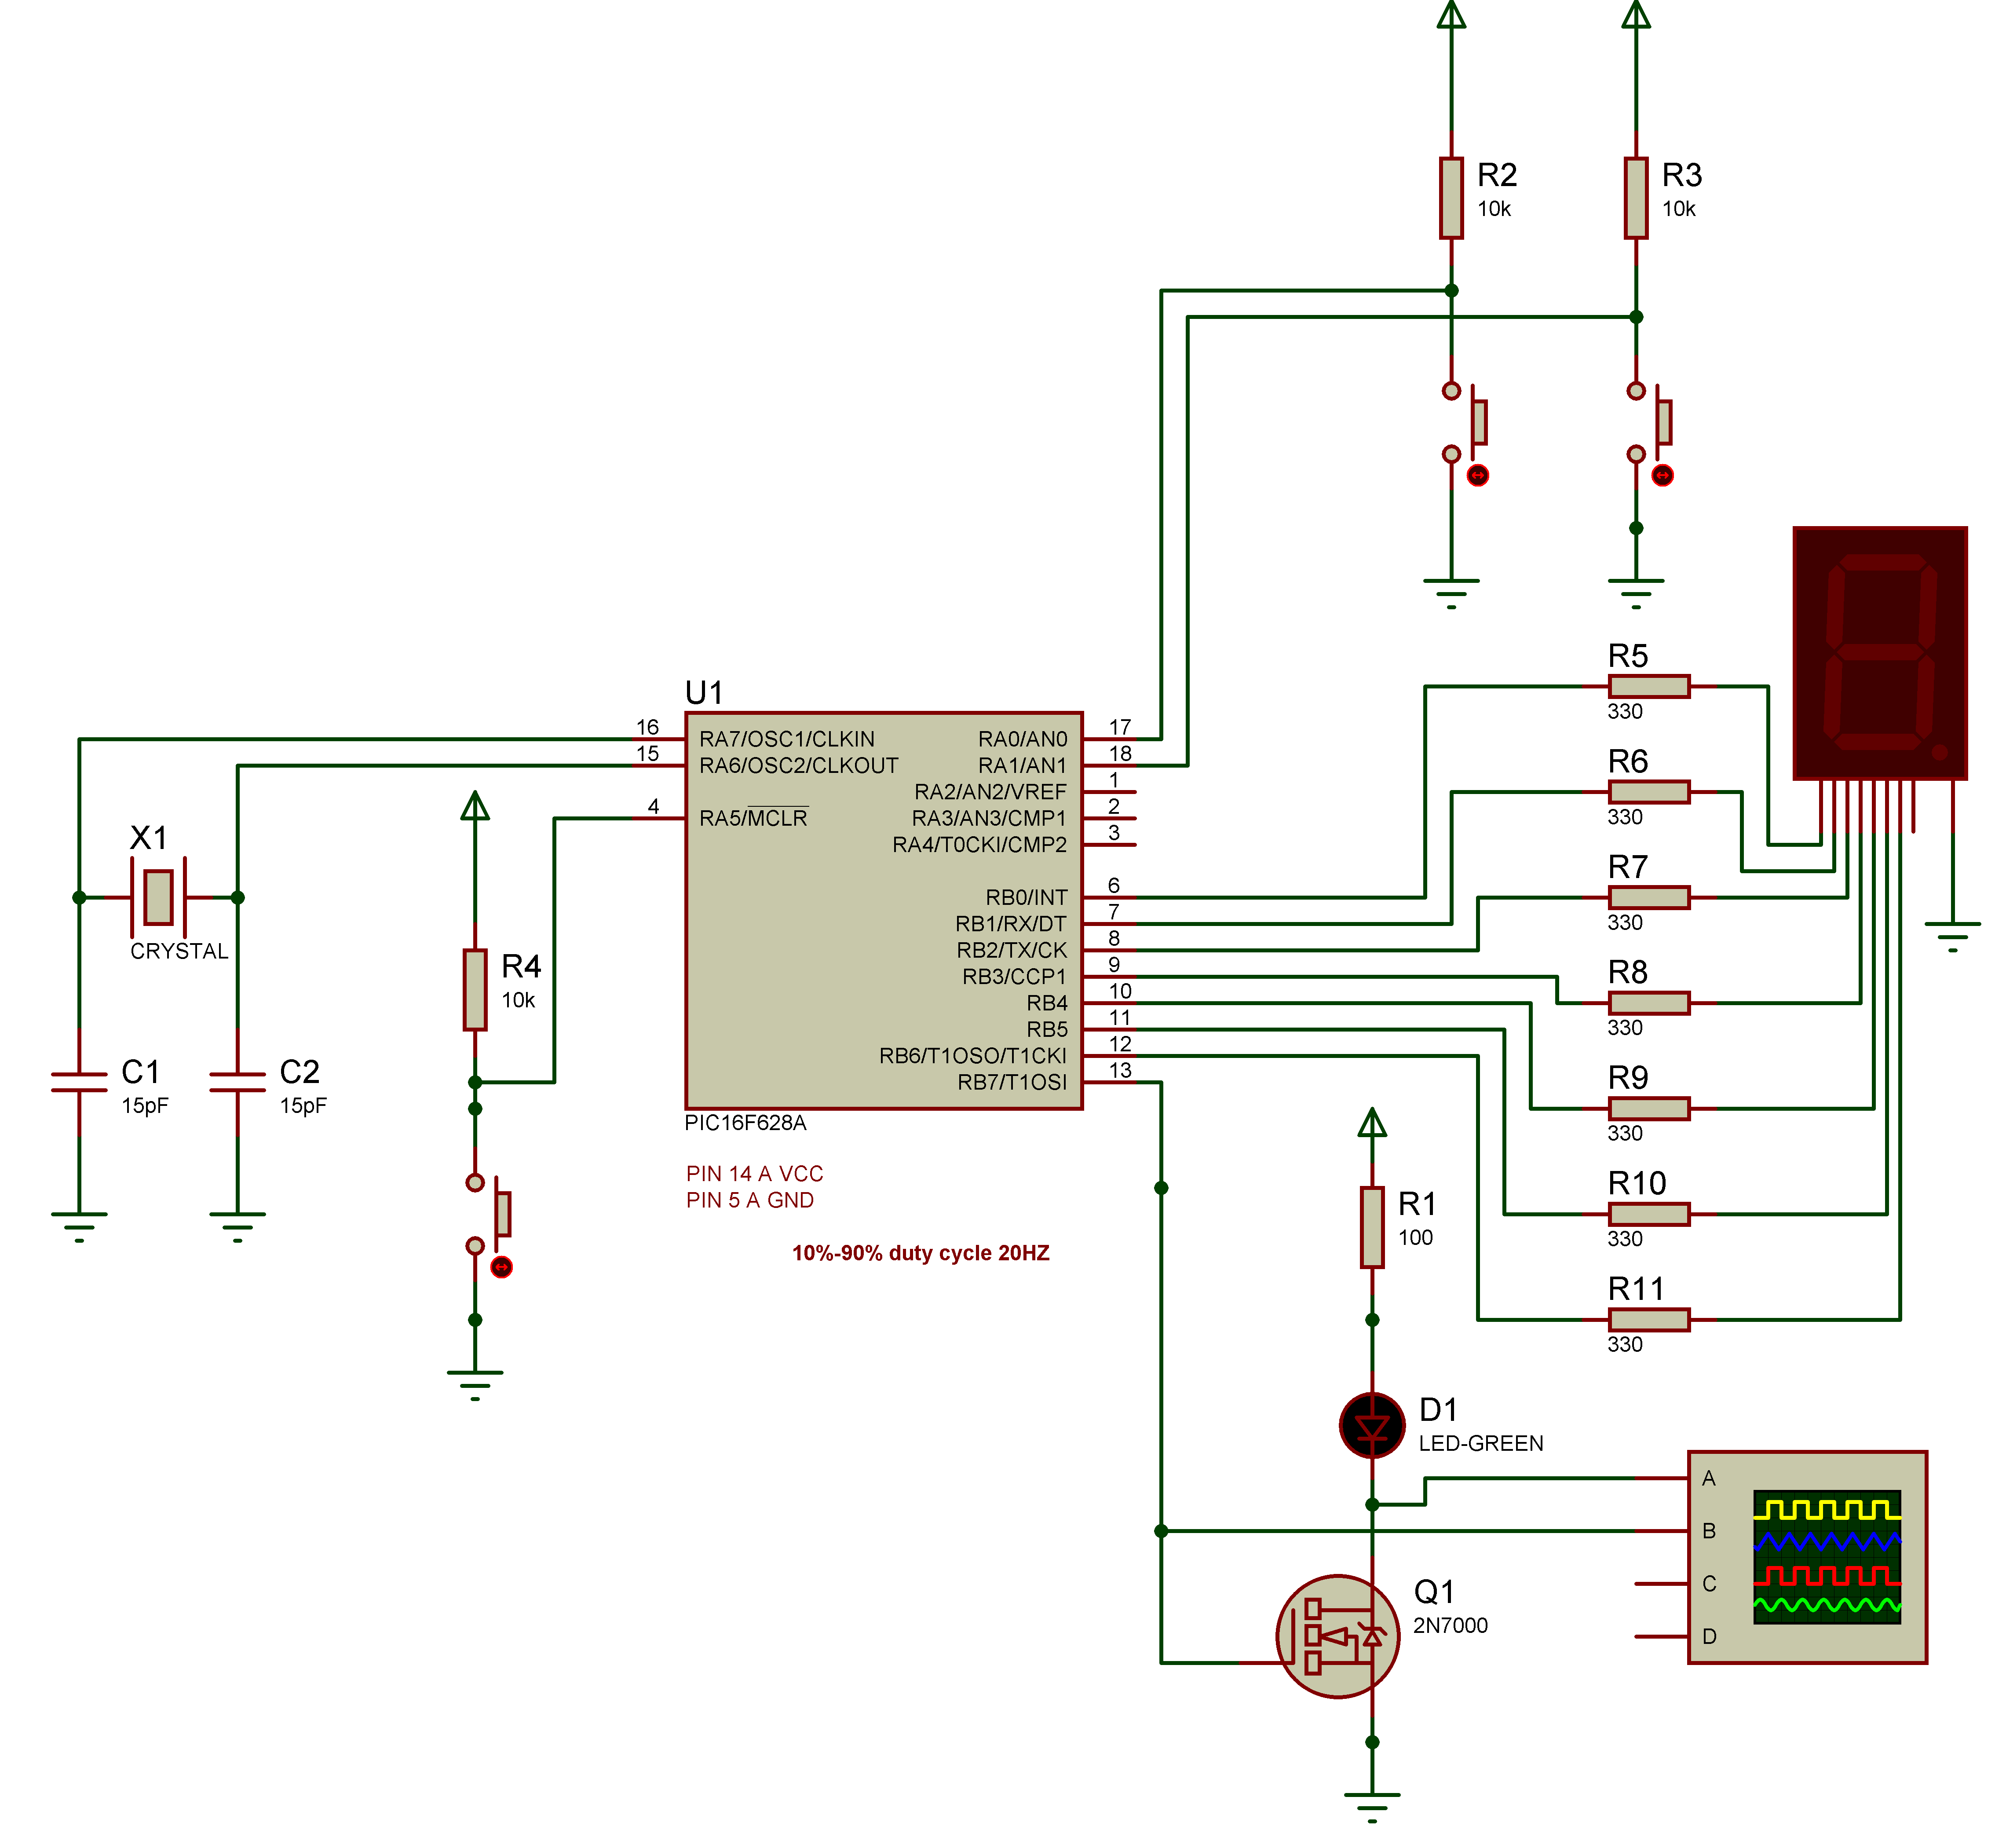 R2
10k
R3
10k
R5
330
R6
330
R7
330
R8
330
R9
330
R10
330
R11
330
U1
16
RA7/OSC1/CLKIN
15
RA6/OSC2/CLKOUT
4
RA5/MCLR
RA0/AN0
17
RA1/AN1
18
RA2/AN2/VREF
1
RA3/AN3/CMP1
2
RA4/T0CKI/CMP2
3
RB0/INT
6
RB1/RX/DT
7
RB2/TX/CK
8
RB3/CCP1
9
RB4
10
RB5
11
RB6/T1OSO/T1CKI
12
RB7/T1OSI
13
PIC16F628A
PIN 14 A VCC
PIN 5 A GND
10%-90% duty cycle 20HZ
X1
CRYSTAL
C1
15pF
C2
15pF
R4
10k
R1
100
D1
LED-GREEN
Q1
2N7000
A
B
C
D